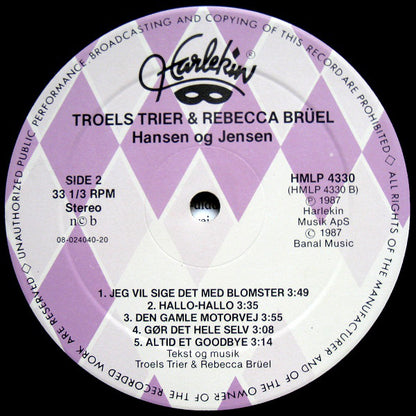 UNAUTHORIZED PUBLIC PERFORMANCE BROADCASTING AND COPYING OF THIS RECORD ARE PROHIBITED ◇ ALL RIGHTS OF THE MANUFACTURER AND OF THE OWNER OF THE RECORDED WORK ARE RESERVED ◇
Harlekin ©
TROELS TRIER & REBECCA BRÜEL
Hansen og Jensen
SIDE 2
33 1/3 RPM
Stereo
n©b
08-024040-20
HMLP 4330
(HMLP 4330 B)
℗ 1987
Harlekin
Musik ApS
© 1987
Banal Music
1. JEG VIL SIGE DET MED BLOMSTER 3:49
2. HALLO-HALLO 3:35
3. DEN GAMLE MOTORVEJ 3:55
4. GØR DET HELE SELV 3:08
5. ALTID ET GOODBYE 3:14
Tekst og musik
Troels Trier & Rebecca Brüel